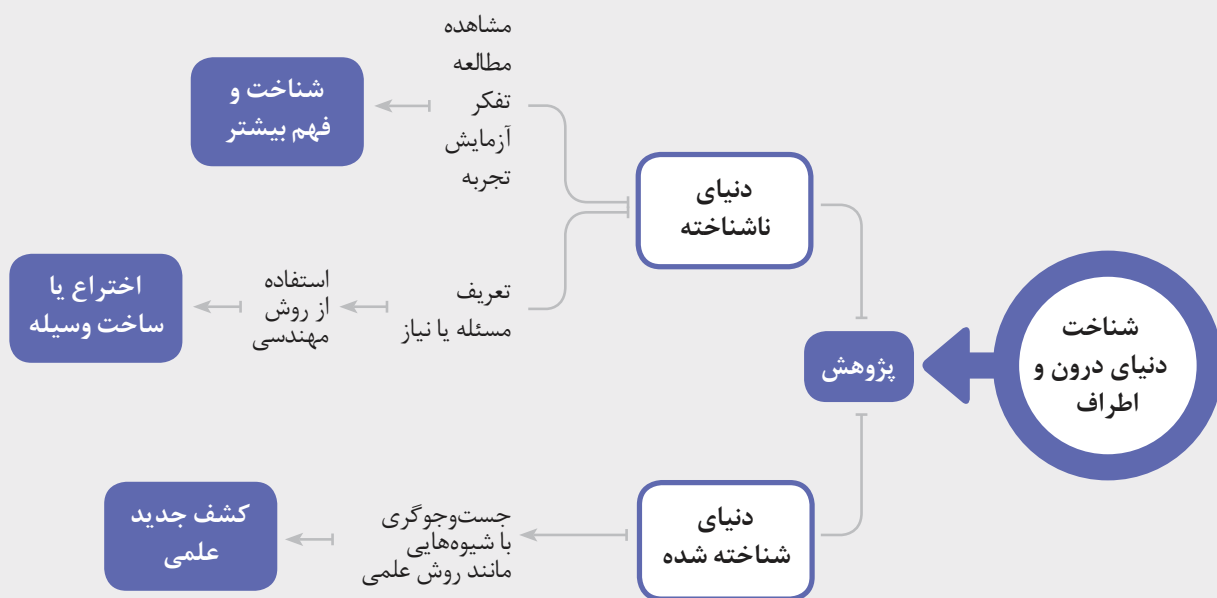 شناخت
دنیای درون و
اطراف
پژوهش
دنیای
ناشناخته
مشاهده
مطالعه
تفکر
آزمایش
تجربه
شناخت و
فهم بیشتر
تعریف
مسئله یا نیاز
استفاده
از روش
مهندسی
اختراع یا
ساخت وسیله
دنیای
شناخته شده
جست‌وجوگری
با شیوه‌هایی
مانند روش علمی
کشف جدید
علمی